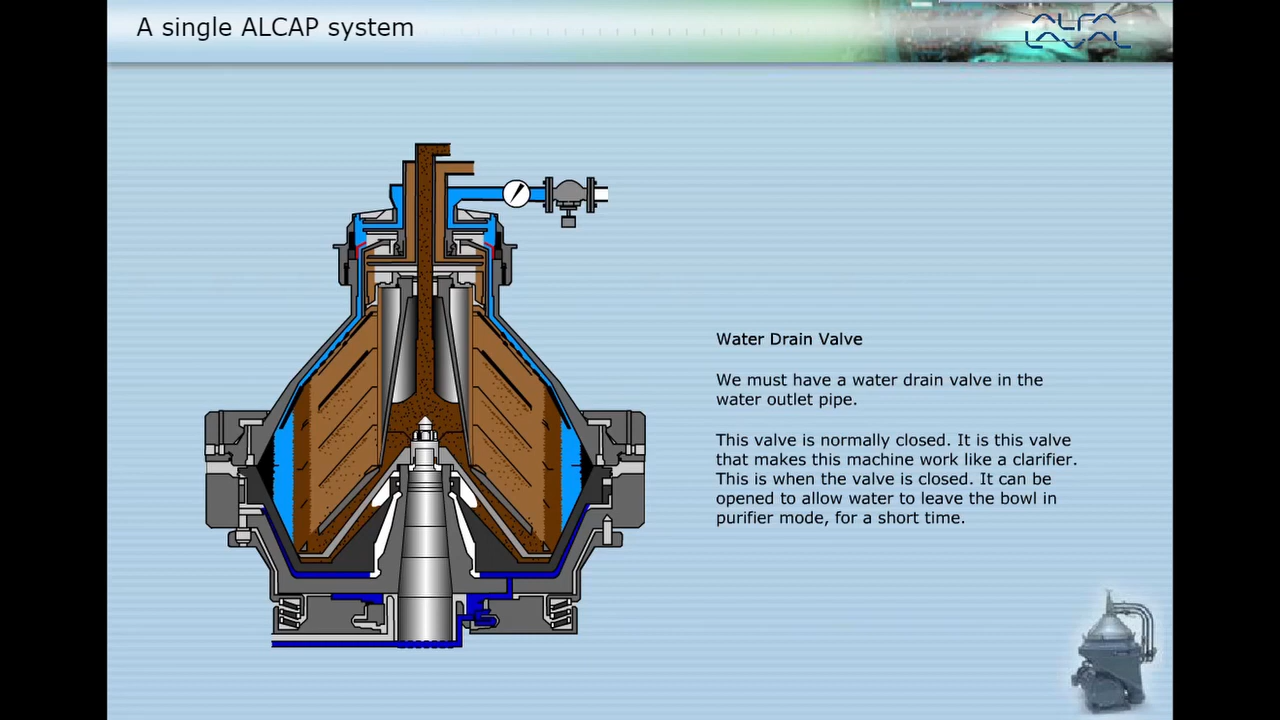 A single ALCAP system
ALFA
LAVAL
Water Drain Valve
We must have a water drain valve in the
water outlet pipe.
This valve is normally closed. It is this valve
that makes this machine work like a clarifier.
This is when the valve is closed. It can be
opened to allow water to leave the bowl in
purifier mode, for a short time.